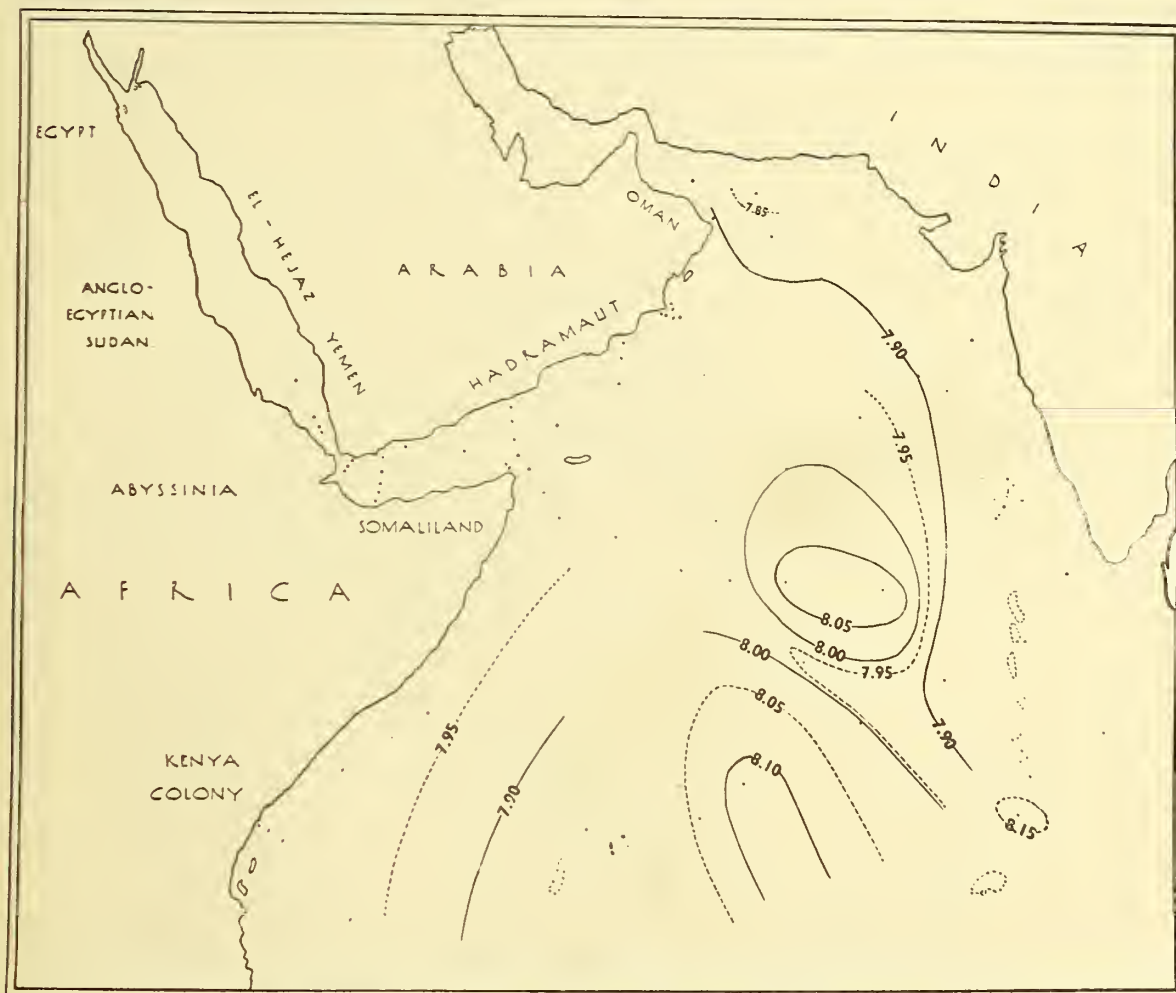 EGYPT
INDIA
OMAN
7.85
EL-HEJAZ
ARABIA
ANGLO-
EGYPTIAN
SUDAN
YEMEN
HADRAMAUT
7.90
7.95
ABYSSINIA
SOMALILAND
AFRICA
8.05
8.00
8.00
7.95
8.05
7.95
7.90
KENYA
COLONY
8.10
7.90
8.15